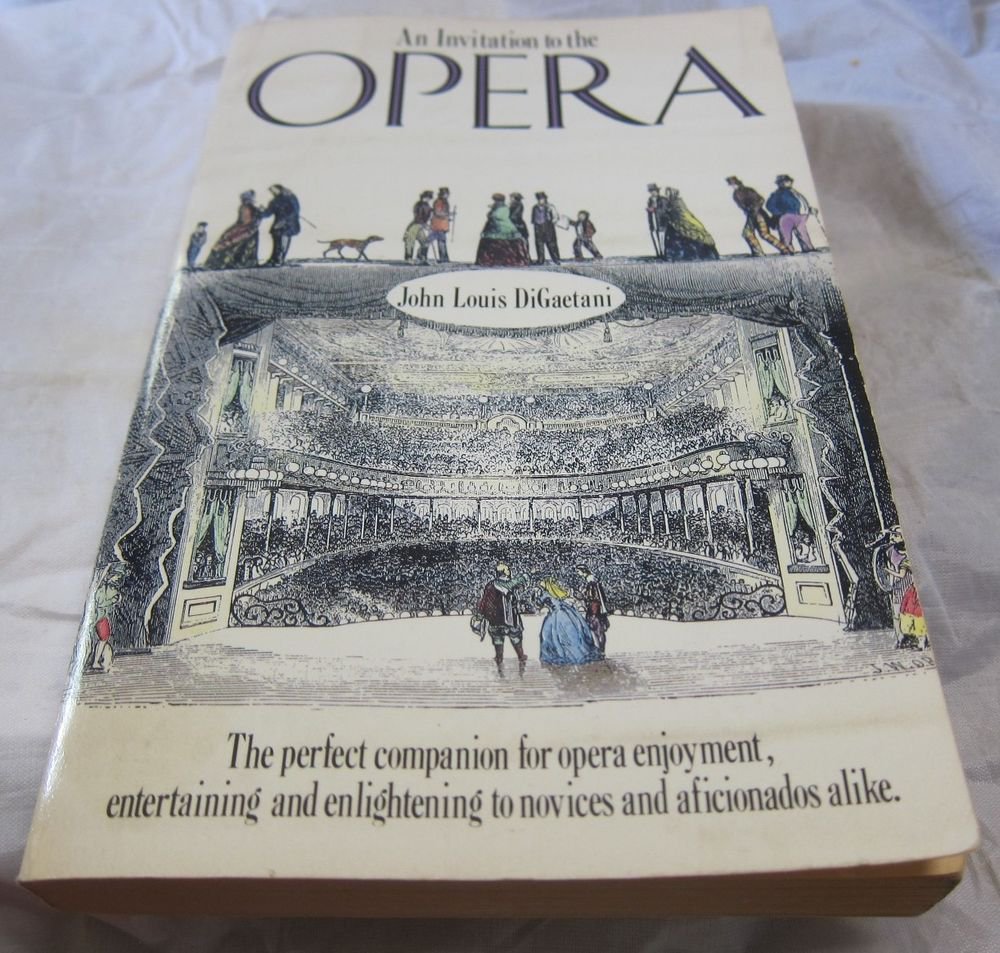 An Invitation to the
OPERA
John Louis DiGaetani
The perfect companion for opera enjoyment,
entertaining and enlightening to novices and aficionados alike.